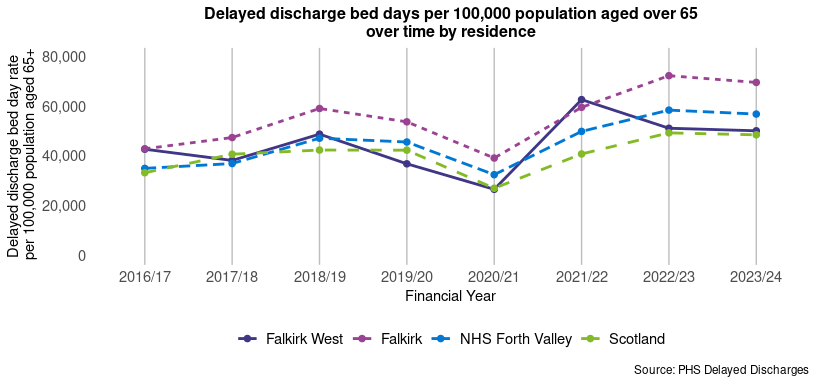 Delayed discharge bed days per 100,000 population aged over 65
over time by residence
Delayed discharge bed day rate
per 100,000 population aged 65+
80,000
60,000
40,000
20,000
0
2016/17 2017/18 2018/19 2019/20 2020/21 2021/22 2022/23 2023/24
Financial Year
Falkirk West Falkirk NHS Forth Valley Scotland
Source: PHS Delayed Discharges